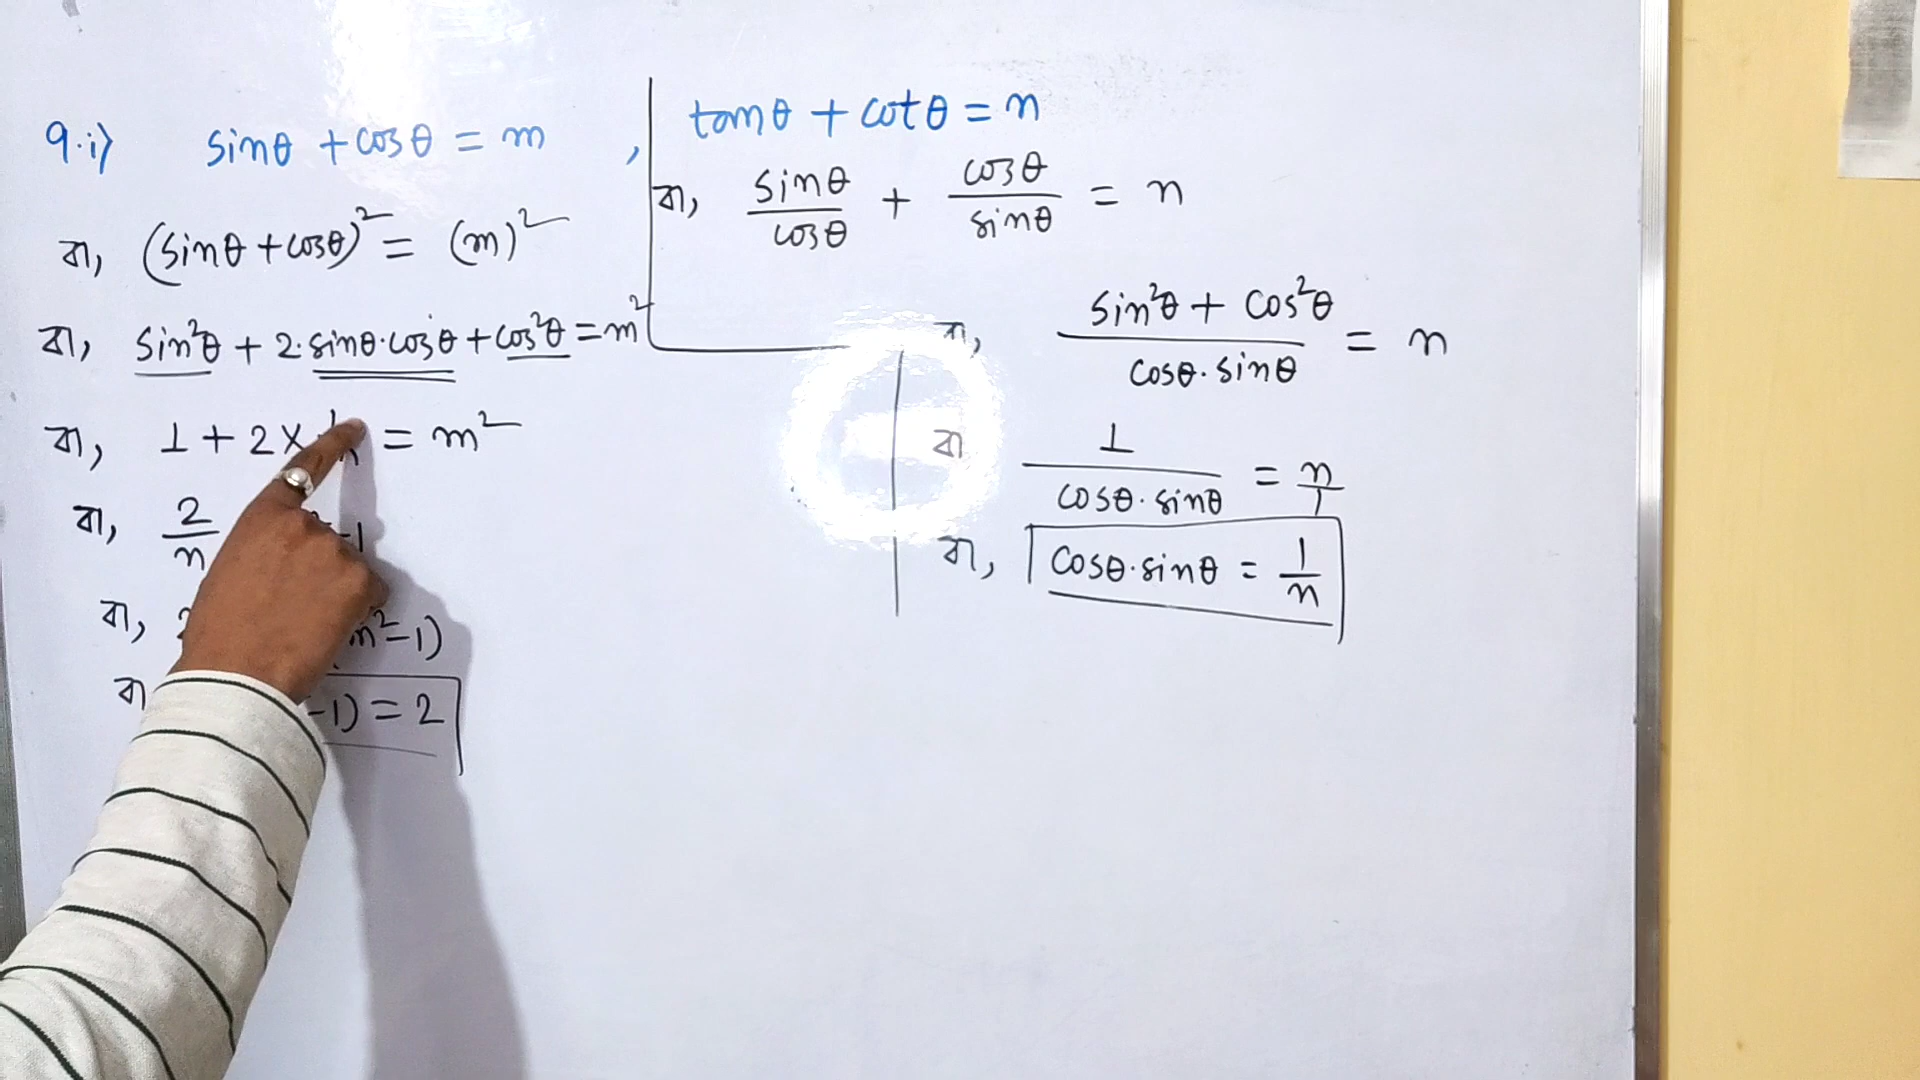 9.i) sinθ + cosθ = m ,
বা, (sinθ + cosθ)² = (m)²
বা, sin²θ + 2·sinθ·cosθ + cos²θ = m²
বা, 1 + 2 × = m²
বা, 2/n -1
বা, m²-1)
বা -1) = 2
tanθ + cotθ = n
বা, sinθ/cosθ + cosθ/sinθ = n
বা, sin²θ + cos²θ/cosθ·sinθ = n
বা 1/cosθ·sinθ = n/1
বা, cosθ·sinθ = 1/n